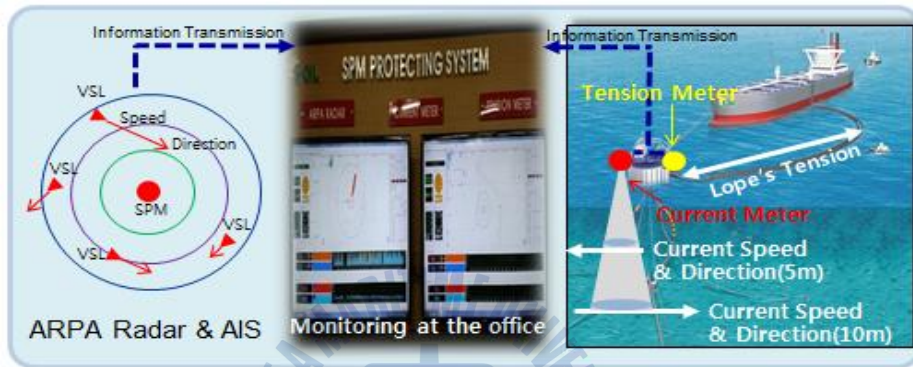 Information Transmission
VSL
Speed
Direction
VSL
SPM
VSL
VSL
ARPA Radar & AIS
OIL
SPM PROTECTING SYSTEM
ARPA RADAR
CURRENT METER
TENSION METER
Monitoring at the office
Information Transmission
Tension Meter
Lope's Tension
Current Meter
Current Speed
& Direction(5m)
Current Speed
& Direction(10m)